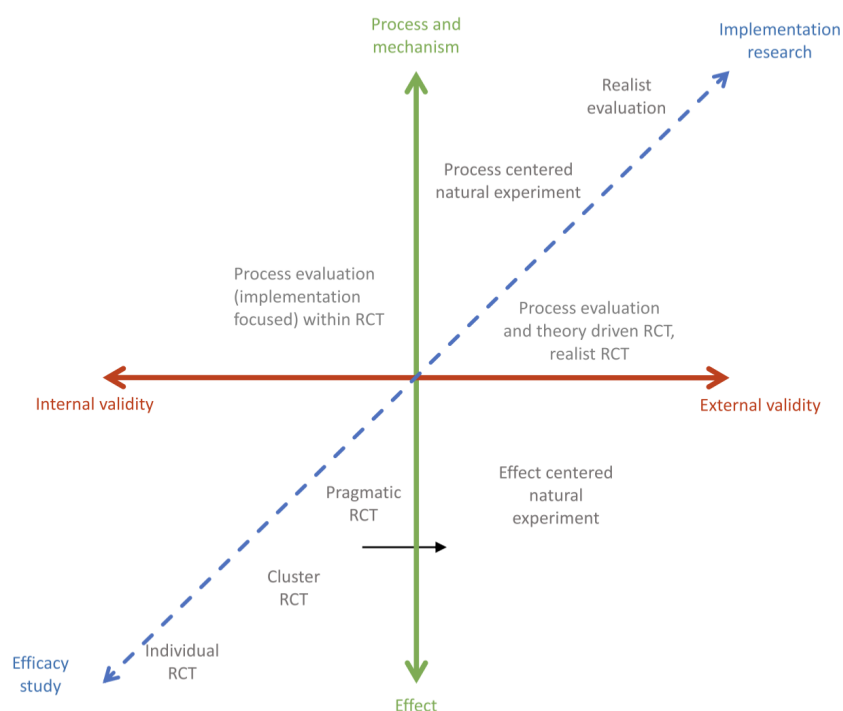 Process and
mechanism
Implementation
research
Realist
evaluation
Process centered
natural experiment
Process evaluation
(implementation
focused) within RCT
Process evaluation
and theory driven RCT,
realist RCT
Internal validity
External validity
Effect centered
natural
experiment
Pragmatic
RCT
Cluster
RCT
Individual
RCT
Efficacy
study
Effect